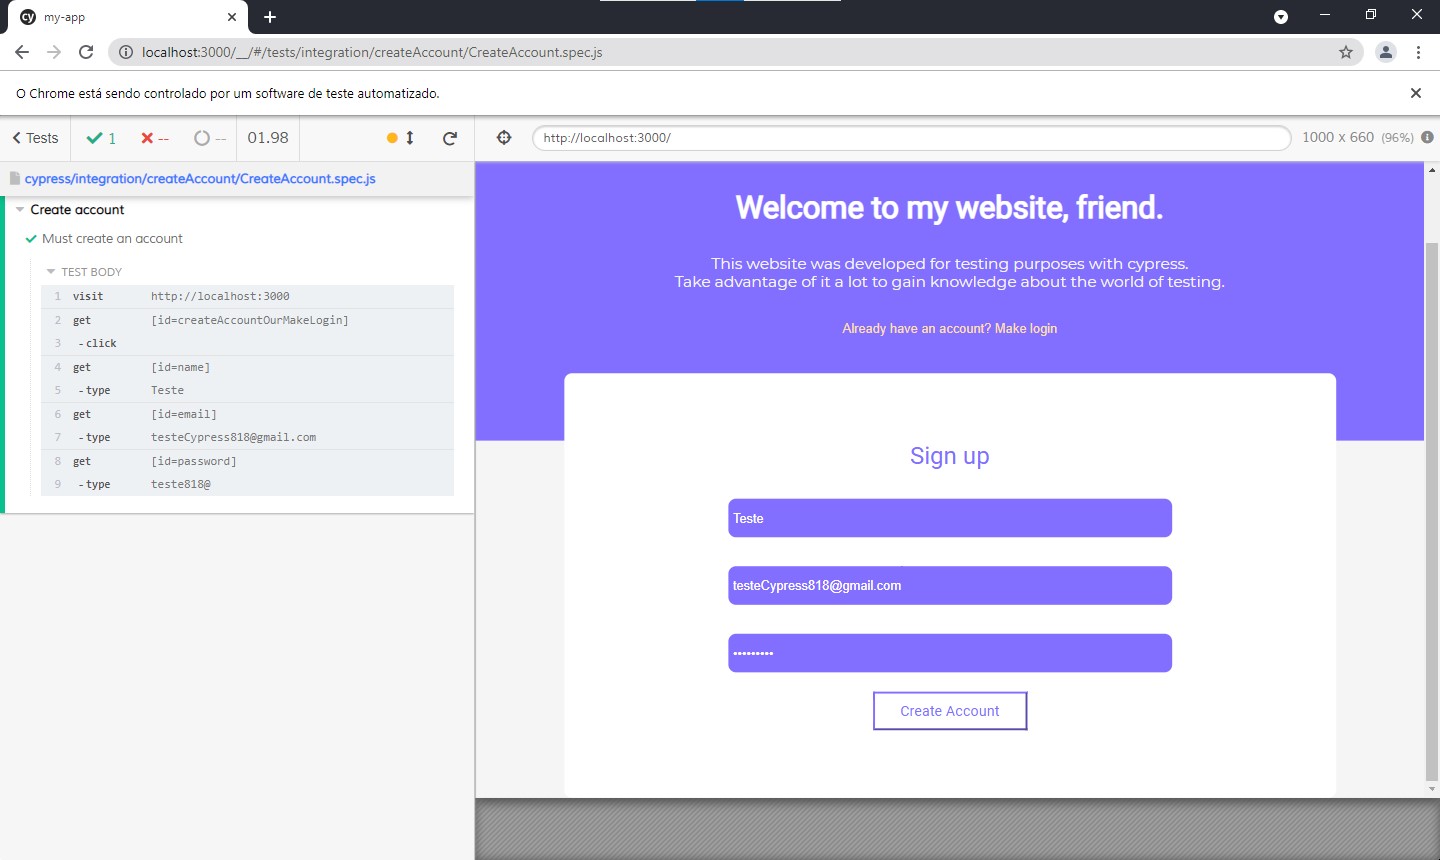 my-app
localhost:3000/__/#/tests/integration/createAccount/CreateAccount.spec.js
O Chrome está sendo controlado por um software de teste automatizado.
Tests 1 -- -- 01.98
http://localhost:3000/ 1000 x 660 (96%)
cypress/integration/createAccount/CreateAccount.spec.js
Create account
Must create an account
TEST BODY
1 visit http://localhost:3000
2 get [id=createAccountOurMakeLogin]
3 -click
4 get [id=name]
5 -type Teste
6 get [id=email]
7 -type testeCypress818@gmail.com
8 get [id=password]
9 -type teste818@
Welcome to my website, friend.
This website was developed for testing purposes with cypress.
Take advantage of it a lot to gain knowledge about the world of testing.
Already have an account? Make login
Sign up
Teste
testeCypress818@gmail.com
•••••••••
Create Account